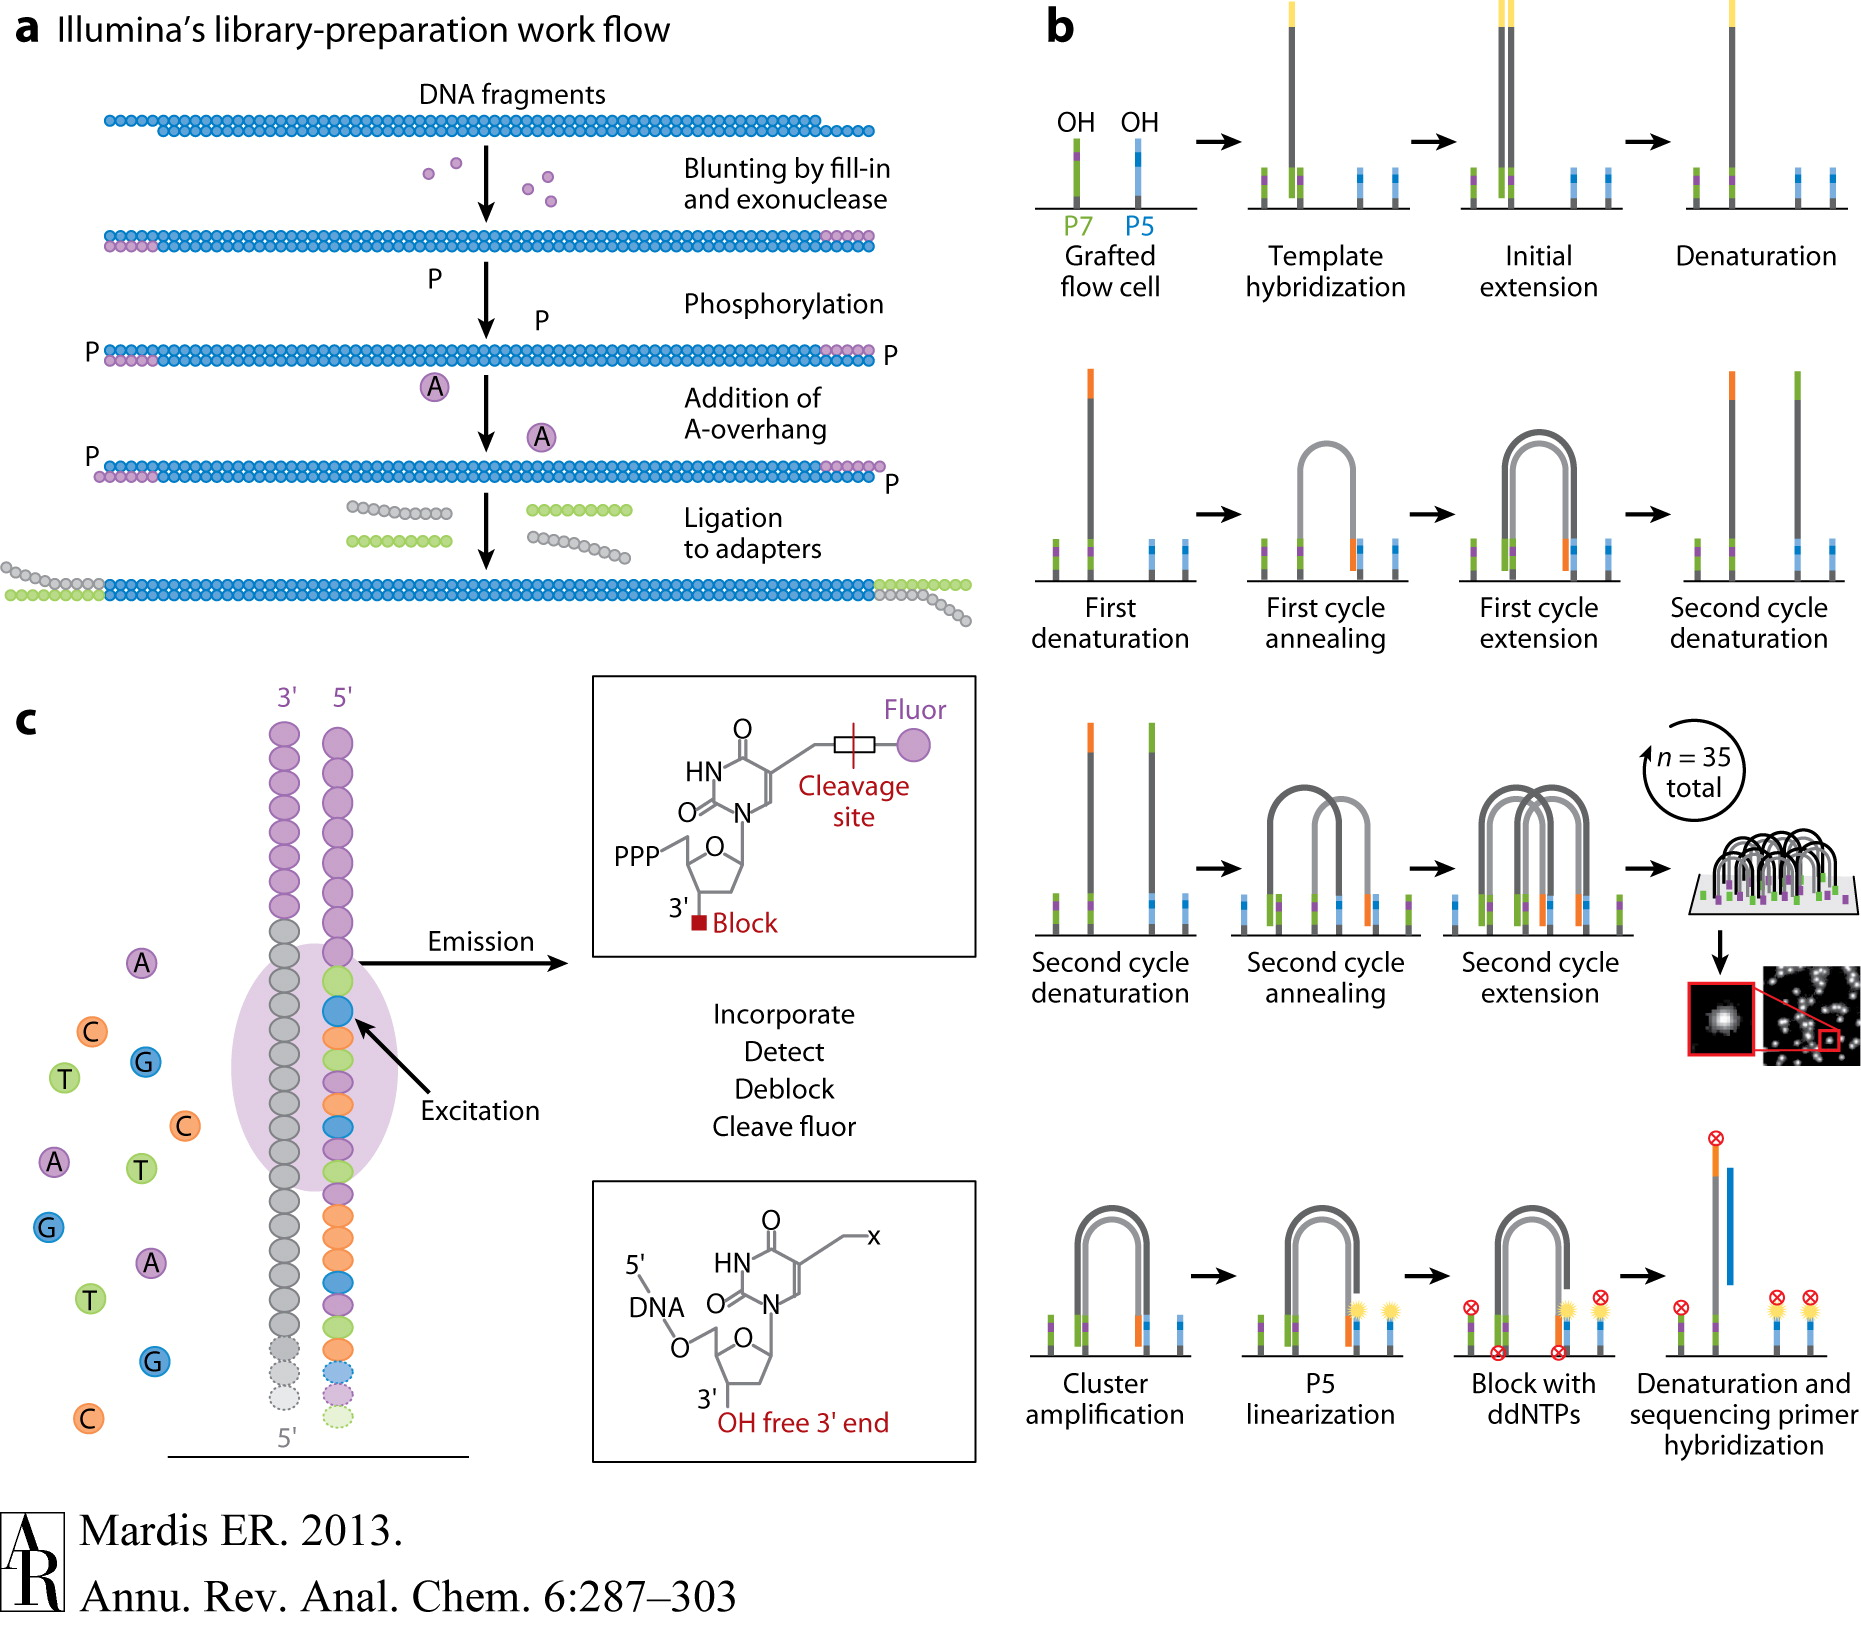 a Illumina's library-preparation work flow
DNA fragments
Blunting by fill-in
and exonuclease
P
P
Phosphorylation
P
P
A
A
Addition of
A-overhang
P
P
Ligation
to adapters
b
OH
OH
P7
P5
Grafted
flow cell
Template
hybridization
Initial
extension
Denaturation
First
denaturation
First cycle
annealing
First cycle
extension
Second cycle
denaturation
n = 35
total
Second cycle
denaturation
Second cycle
annealing
Second cycle
extension
Cluster
amplification
P5
linearization
Block with
ddNTPs
Denaturation and
sequencing primer
hybridization
c
3'
5'
A
C
G
T
C
A
T
G
A
T
G
C
5'
Emission
Excitation
O
HN
O
N
Fluor
Cleavage
site
PPP
O
3'
Block
Incorporate
Detect
Deblock
Cleave fluor
O
x
HN
5'
O
N
DNA
O
O
3'
OH free 3' end
AR
Mardis ER. 2013.
Annu. Rev. Anal. Chem. 6:287–303